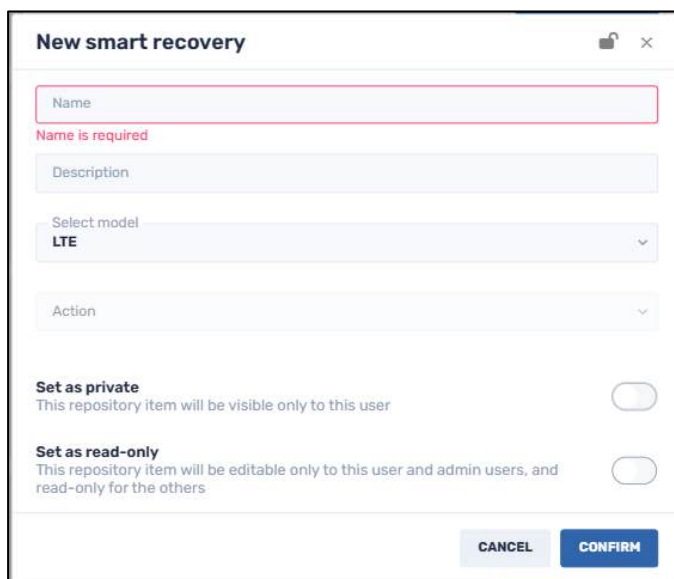 New smart recovery
Name
Name is required
Description
Select model
LTE
Action
Set as private
This repository item will be visible only to this user
Set as read-only
This repository item will be editable only to this user and admin users, and
read-only for the others
CANCEL
CONFIRM